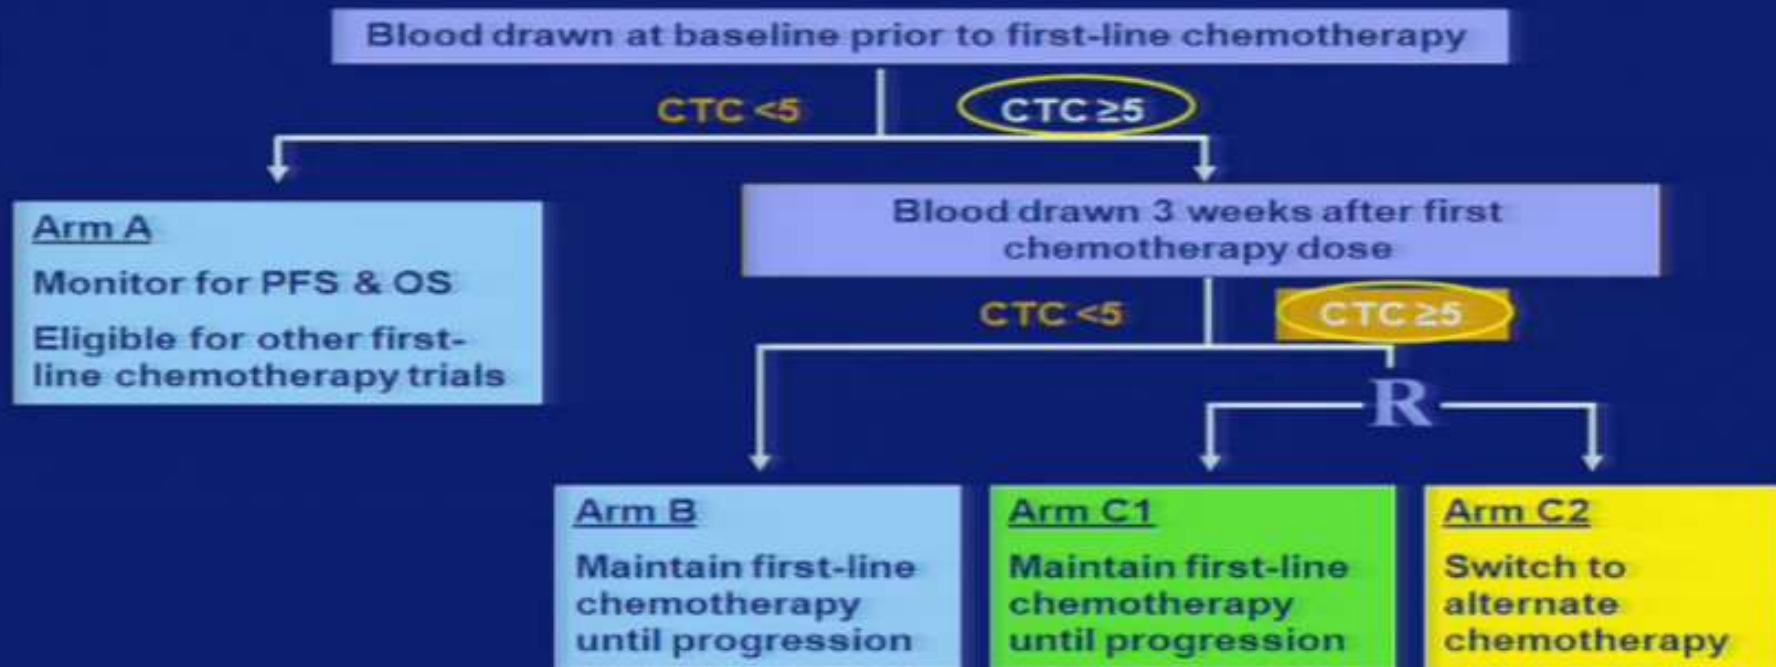 Blood drawn at baseline prior to first-line chemotherapy
CTC <5
CTC ≥5
Arm A
Monitor for PFS & OS
Eligible for other first-
line chemotherapy trials
Blood drawn 3 weeks after first
chemotherapy dose
CTC <5
CTC ≥5
R
Arm B
Maintain first-line
chemotherapy
until progression
Arm C1
Maintain first-line
chemotherapy
until progression
Arm C2
Switch to
alternate
chemotherapy